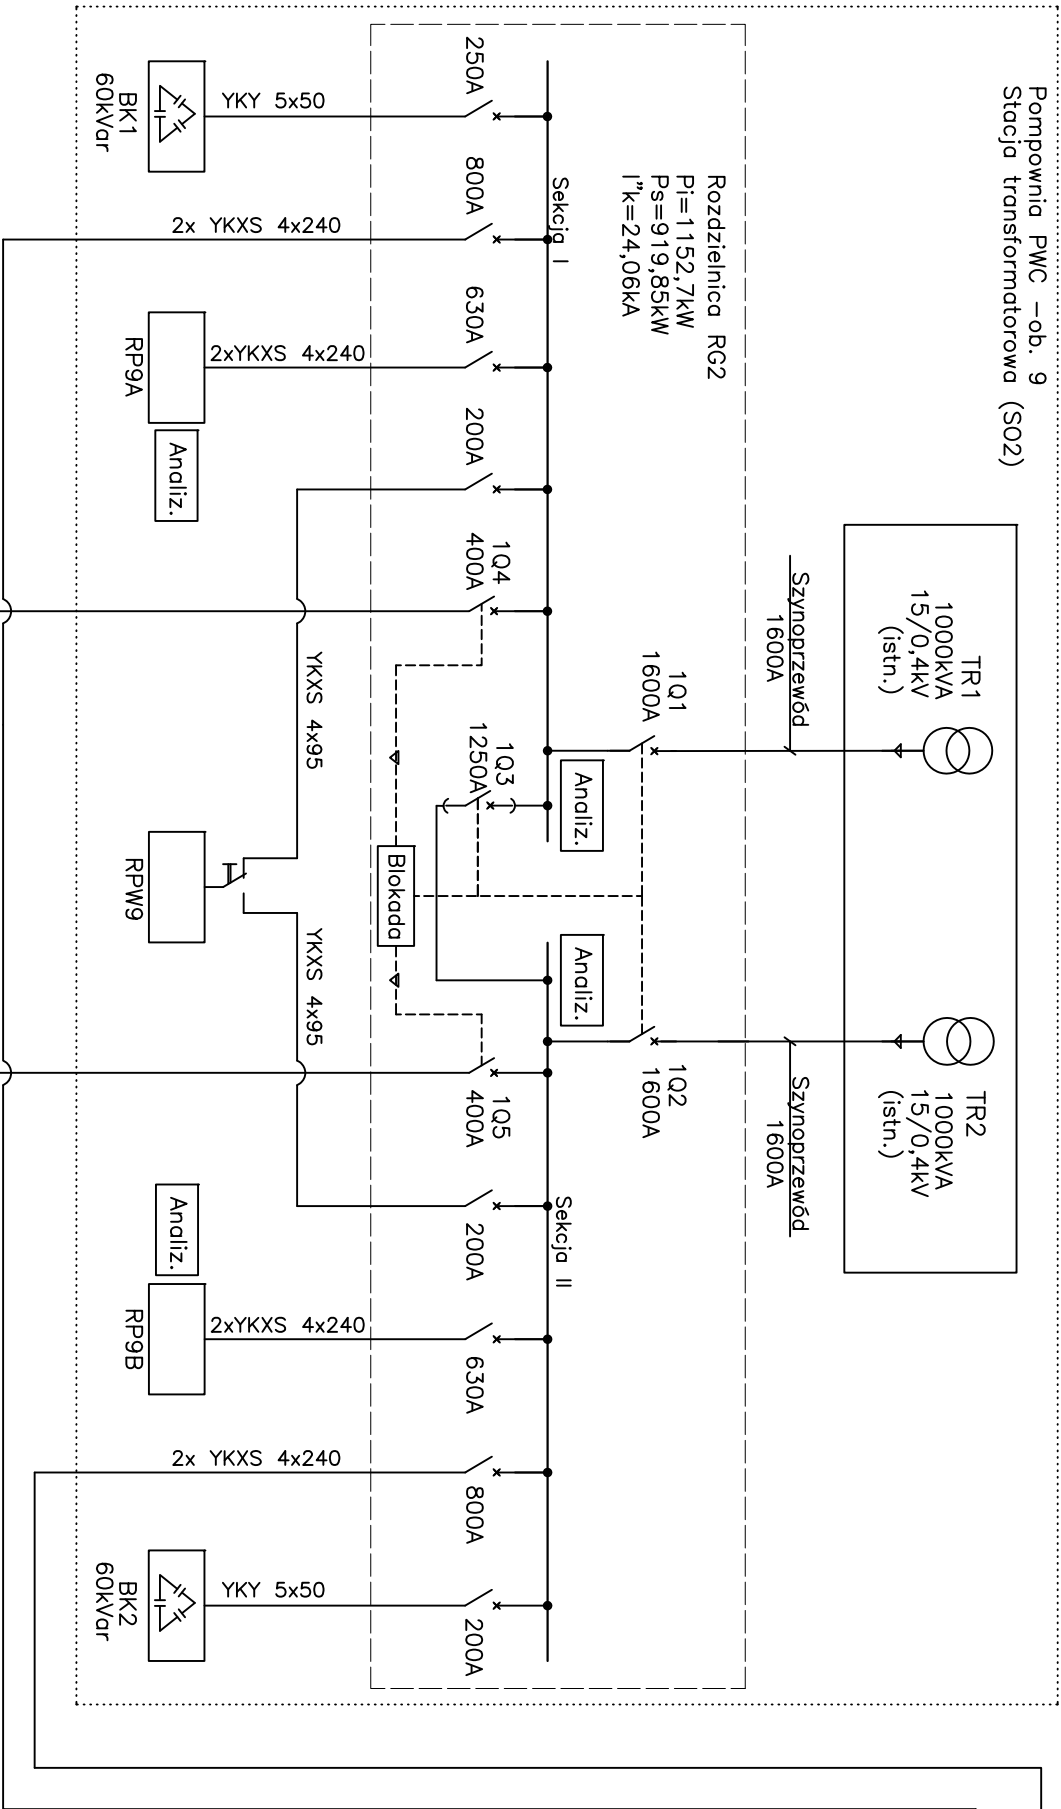 Pompownia PWC –ob. 9
Stacja transformatorowa (SO2)
TR1
1000kVA
15/0,4kV
(istn.)
TR2
1000kVA
15/0,4kV
(istn.)
Szynoprzewód
1600A
Szynoprzewód
1600A
Rozdzielnica RG2
Pi=1152,7kW
Ps=919,85kW
I"k=24,06kA
1Q1
1600A
1Q2
1600A
Analiz.
Analiz.
Sekcja I
Sekcja II
250A
800A
630A
200A
1Q4
400A
1Q3
1250A
1Q5
400A
200A
630A
800A
200A
Blokada
YKY 5x50
2x YKXS 4x240
2xYKXS 4x240
YKXS 4x95
YKXS 4x95
2xYKXS 4x240
2x YKXS 4x240
YKY 5x50
BK1
60kVar
RP9A
Analiz.
RPW9
Analiz.
RP9B
BK2
60kVar